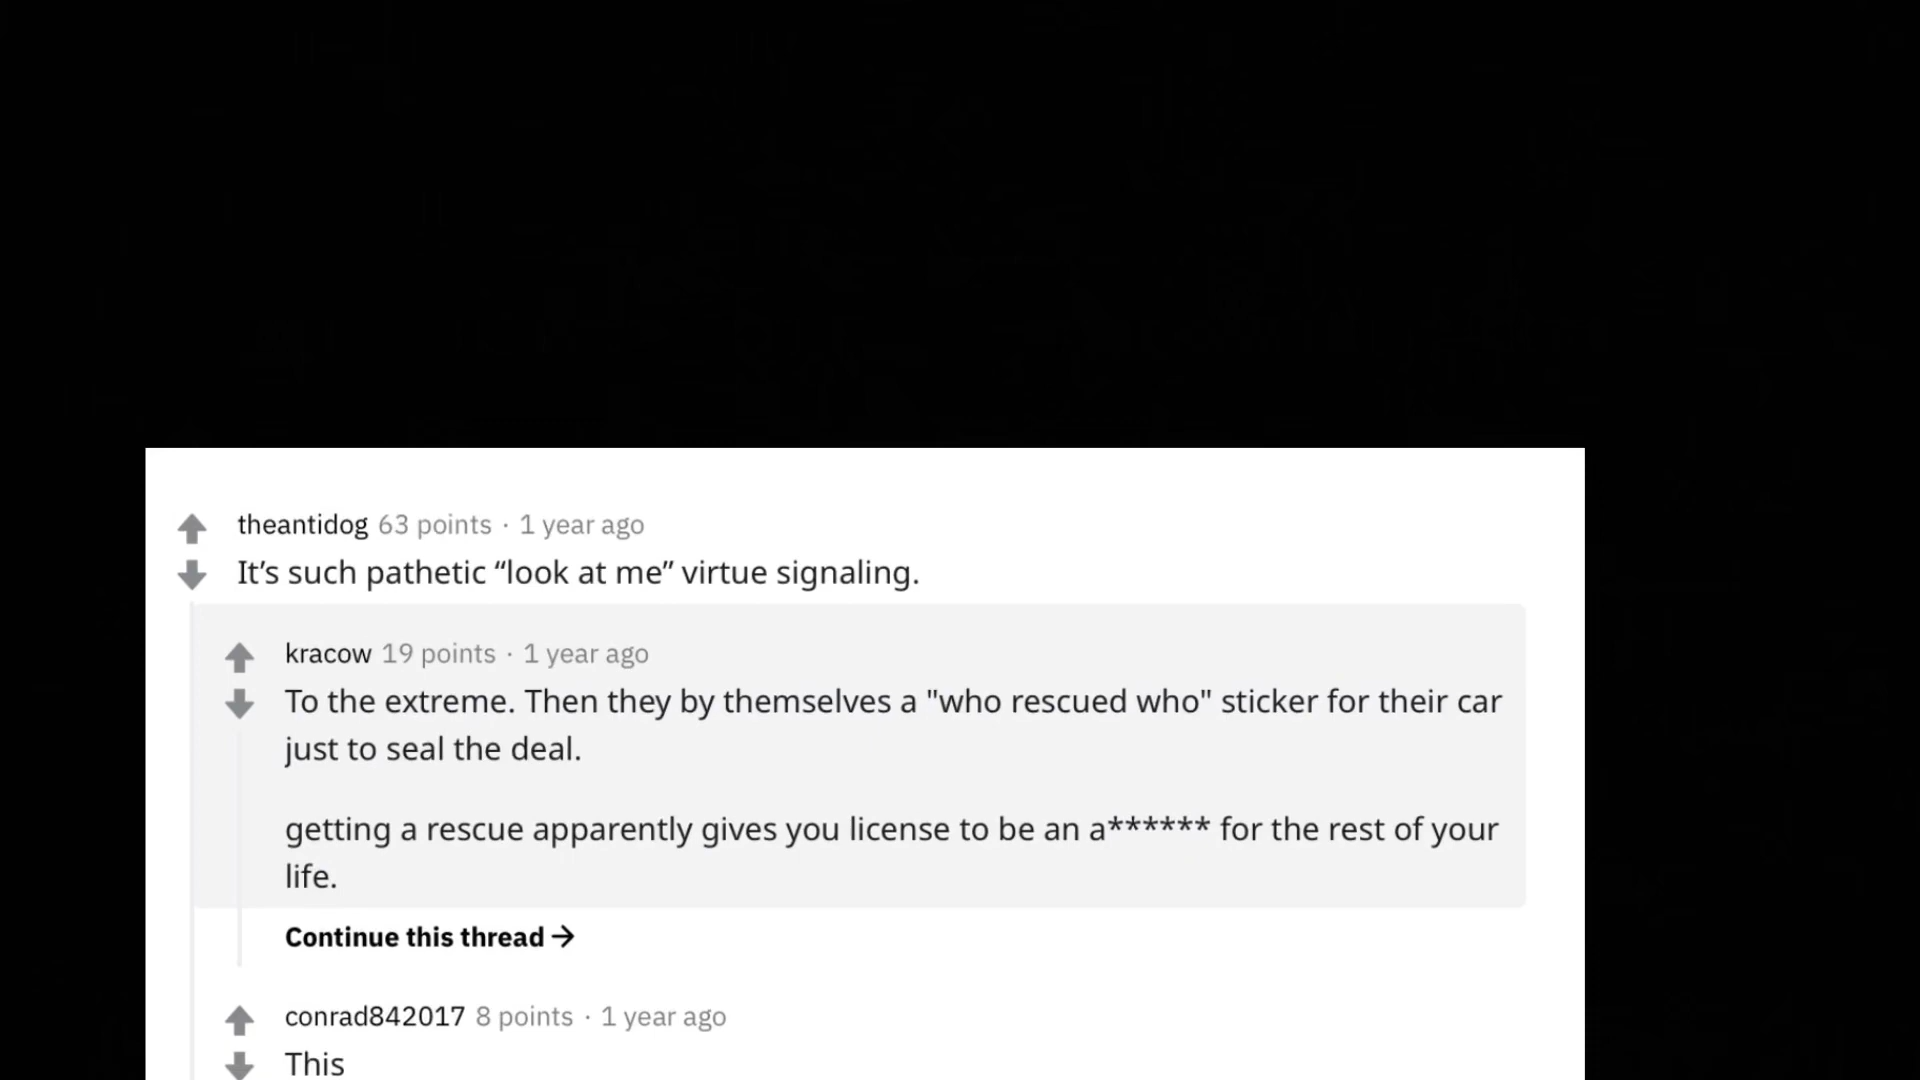 theantidog 63 points · 1 year ago
It’s such pathetic “look at me” virtue signaling.
kracow 19 points · 1 year ago
To the extreme. Then they by themselves a "who rescued who" sticker for their car
just to seal the deal.
getting a rescue apparently gives you license to be an a****** for the rest of your
life.
Continue this thread →
conrad842017 8 points · 1 year ago
This